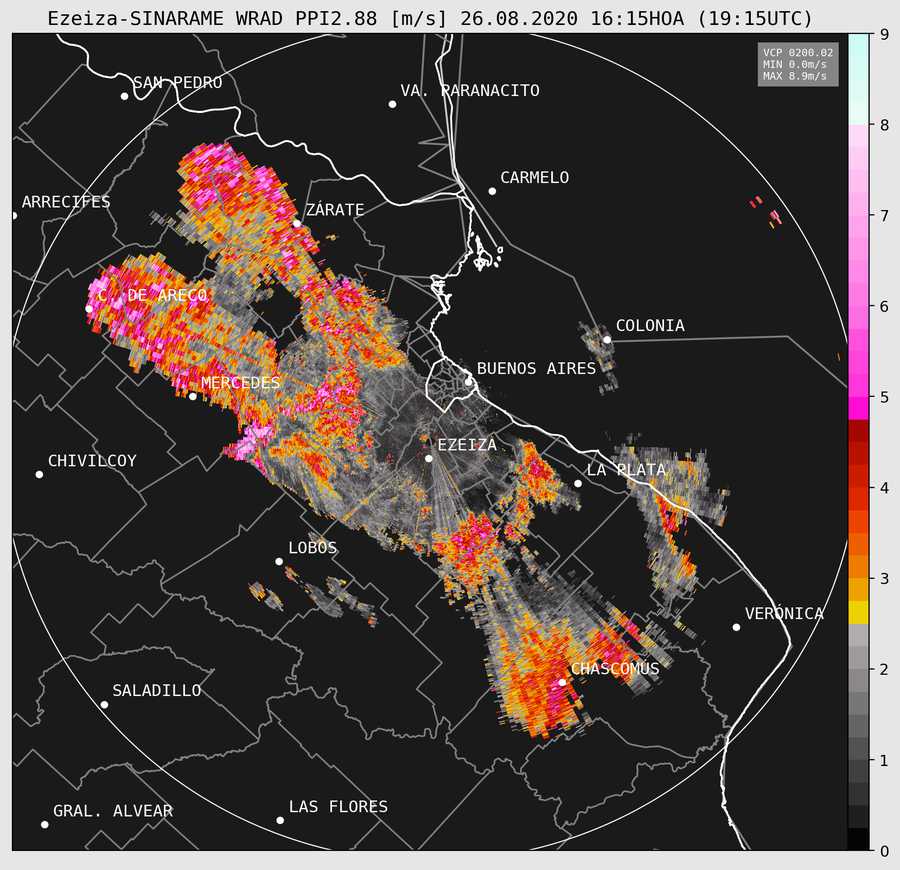 Ezeiza-SINARAME WRAD PPI2.88 [m/s] 26.08.2020 16:15HOA (19:15UTC)
VCP 0200.02
MIN 0.0m/s
MAX 8.9m/s
SAN PEDRO
VA. PARANACITO
CARMELO
ARRECIFES
ZÁRATE
C. DE ARECO
COLONIA
BUENOS AIRES
MERCEDES
EZEIZA
CHIVILCOY
LA PLATA
LOBOS
VERÓNICA
CHASCOMÚS
SALADILLO
GRAL. ALVEAR
LAS FLORES
9
8
7
6
5
4
3
2
1
0